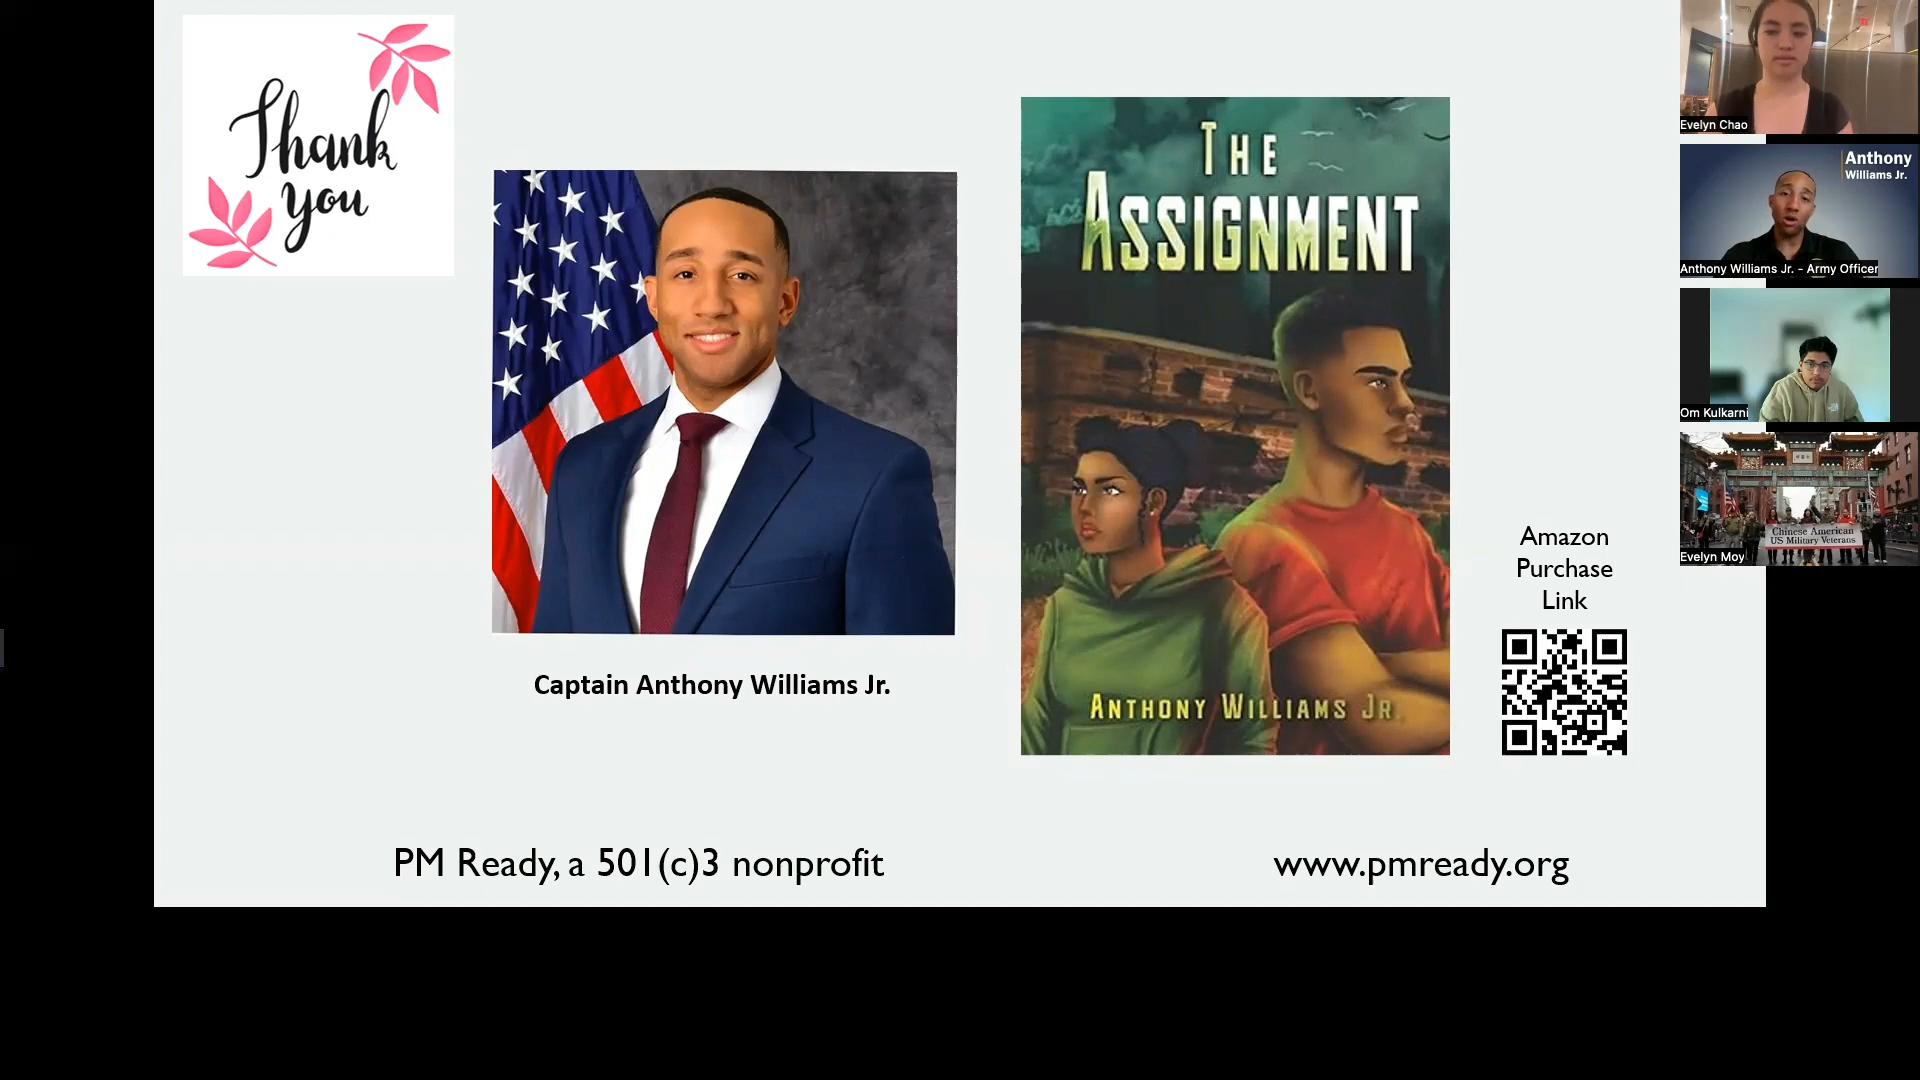 Thank
you
THE
ASSIGNMENT
ANTHONY WILLIAMS JR.
Captain Anthony Williams Jr.
Amazon
Purchase
Link
PM Ready, a 501(c)3 nonprofit
www.pmready.org
Evelyn Chao
Anthony
Williams Jr.
Anthony Williams Jr. - Army Officer
Om Kulkarni
Chinese American
US Military Veterans
Evelyn Moy